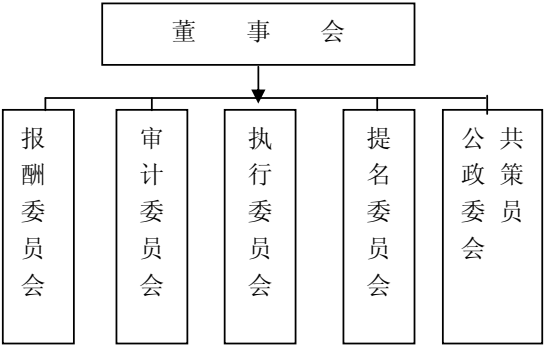 董事会
报酬委员会
审计委员会
执行委员会
提名委员会
公共
政策
委员
会